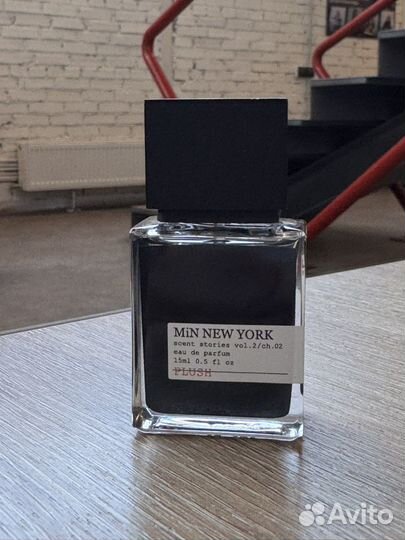 MiN NEW YORK
scent stories vol.2/ch.02
eau de parfum
15ml 0.5 fl oz
PLUSH
Avito